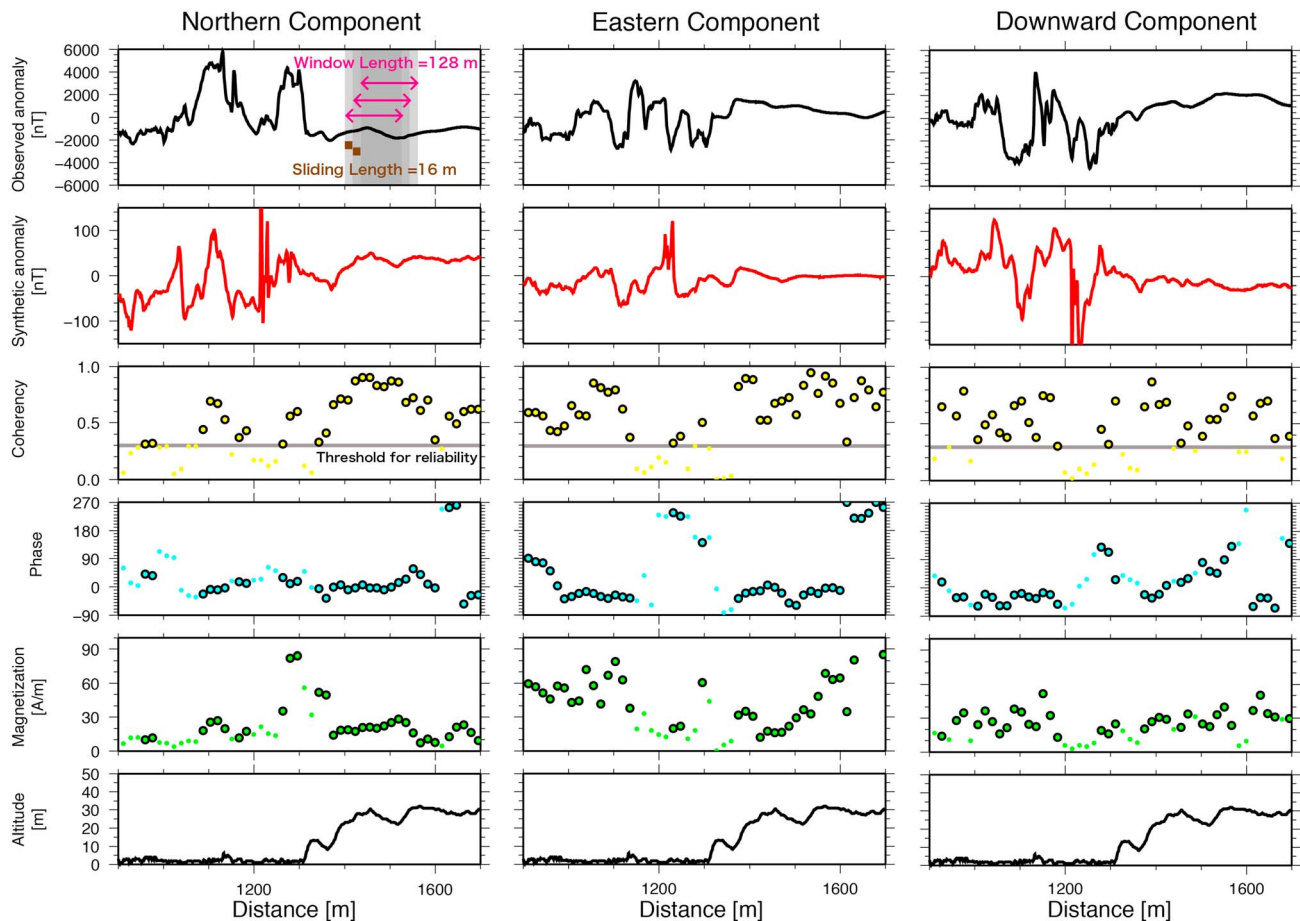 Northern Component
Eastern Component
Downward Component
Observed anomaly
[nT]
6000
4000
2000
0
−2000
−4000
−6000
Window Length =128 m
Sliding Length =16 m
Synthetic anomaly
[nT]
100
0
−100
Coherency
1.0
0.5
0.0
Threshold for reliability
Phase
270
180
90
0
−90
Magnetization
[A/m]
90
60
30
0
Altitude
[m]
50
40
30
20
10
0
1200
1600
1200
1600
1200
1600
Distance [m]
Distance [m]
Distance [m]